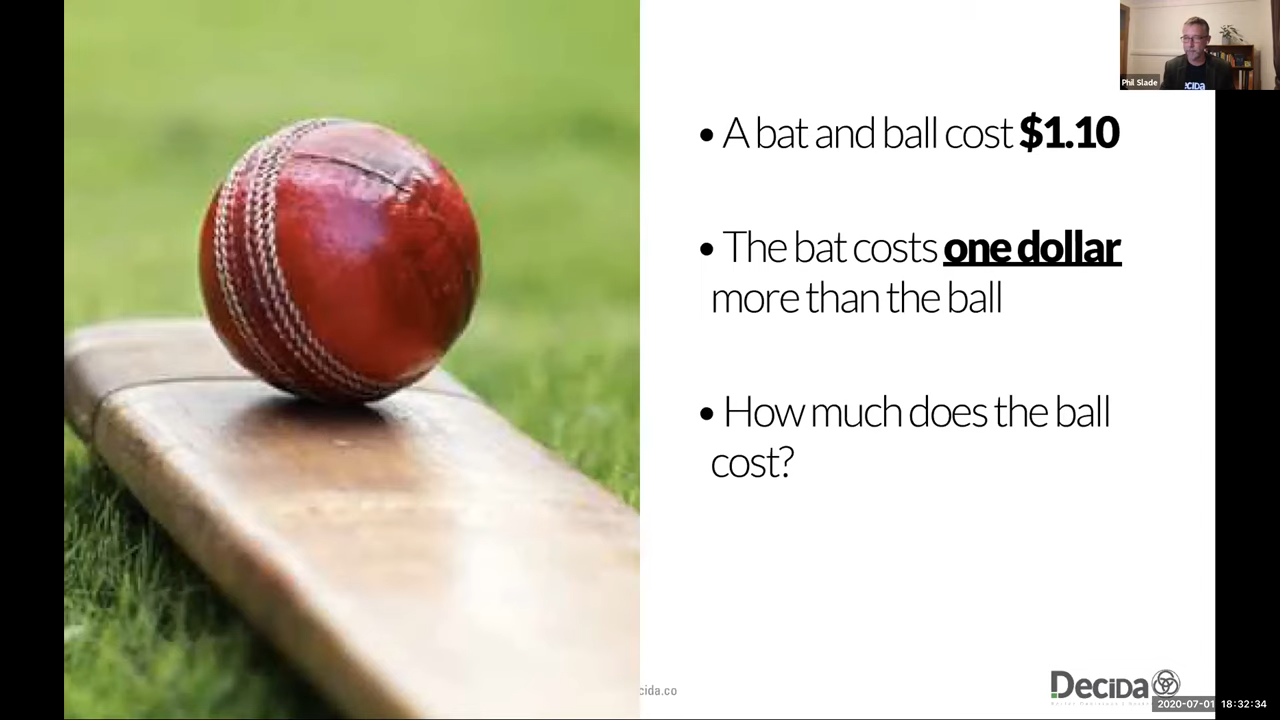 Phil Slade
ECIDA
• A bat and ball cost $1.10
• The bat costs one dollar
more than the ball
• How much does the ball
cost?
cida.co
Decida
2020-07-01 18:32:34